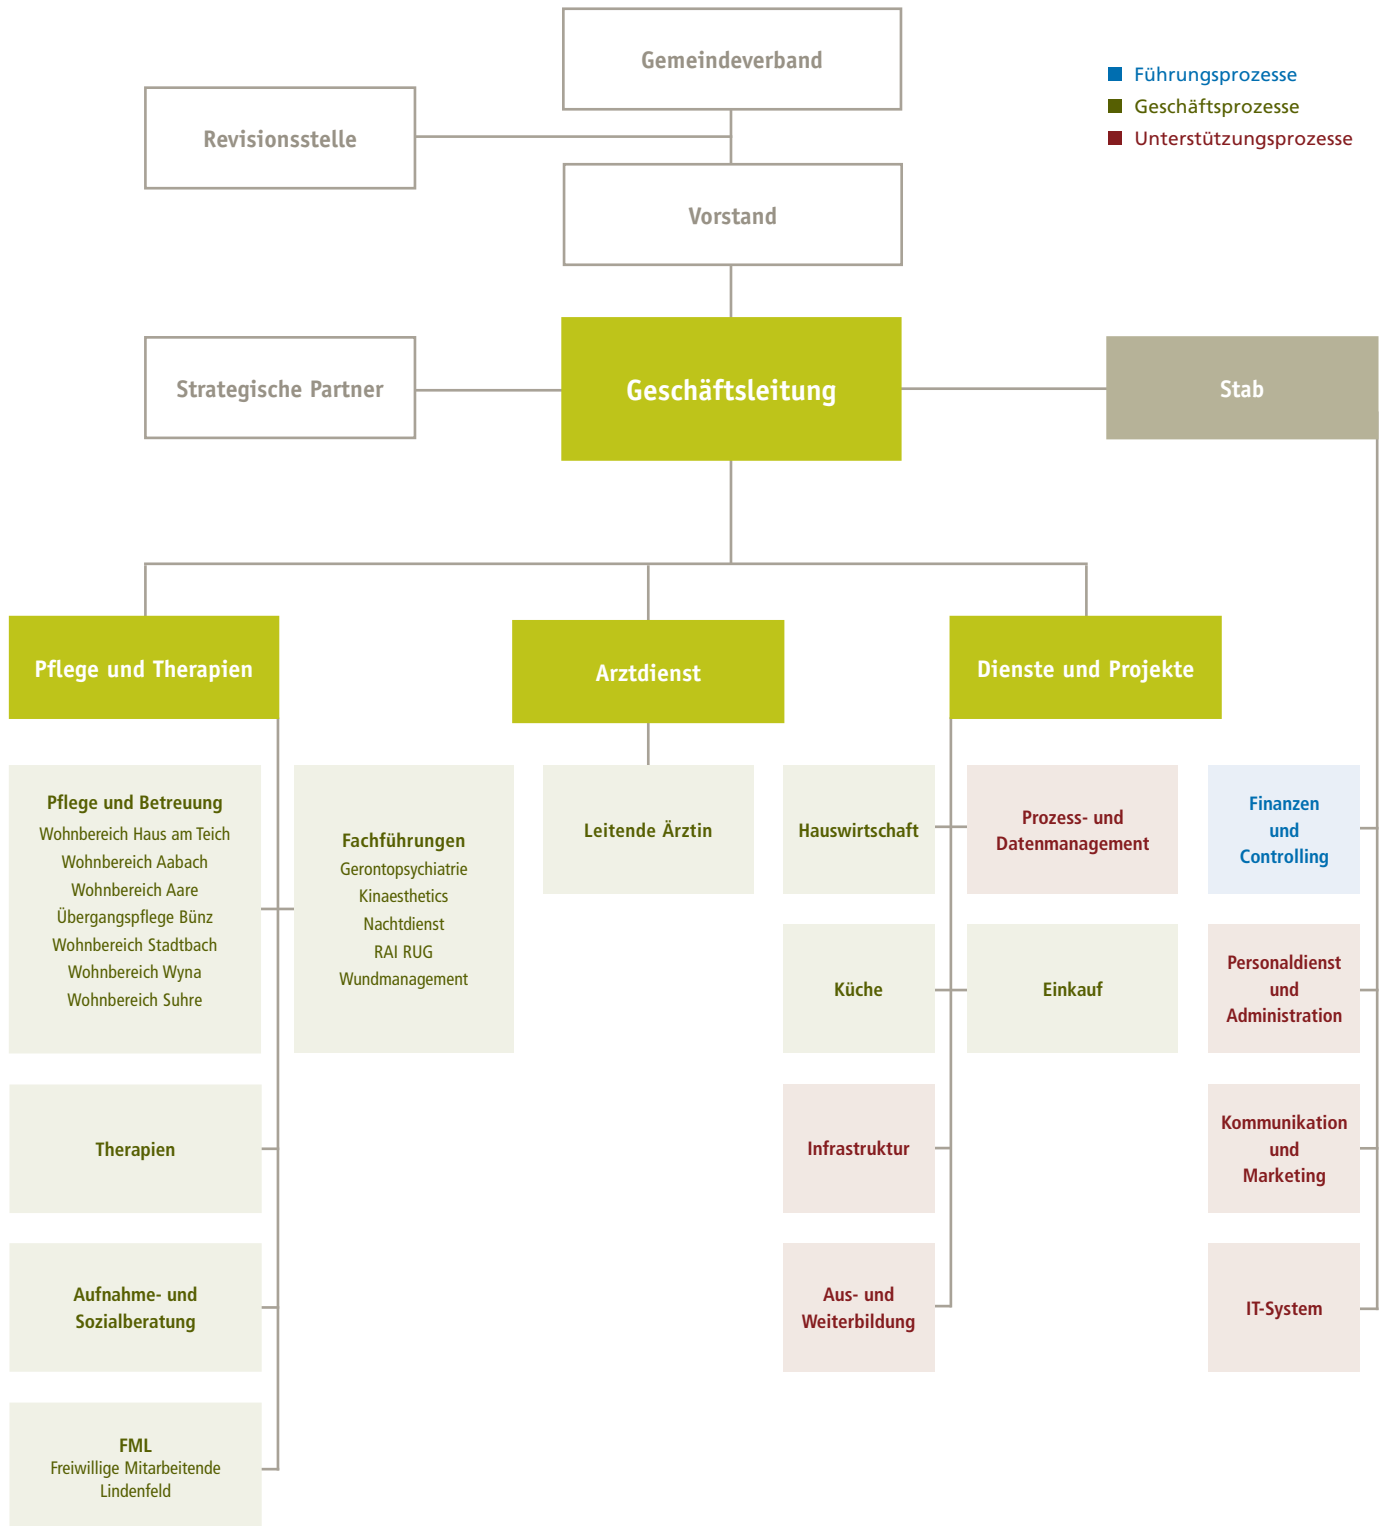 Gemeindeverband
Führungsprozesse
Geschäftsprozesse
Unterstützungsprozesse
Revisionsstelle
Vorstand
Strategische Partner
Geschäftsleitung
Stab
Pflege und Therapien
Arztdienst
Dienste und Projekte
Pflege und Betreuung
Wohnbereich Haus am Teich
Wohnbereich Aabach
Wohnbereich Aare
Übergangspflege Bünz
Wohnbereich Stadtbach
Wohnbereich Wyna
Wohnbereich Suhre
Fachführungen
Gerontopsychiatrie
Kinaesthetics
Nachtdienst
RAI RUG
Wundmanagement
Leitende Ärztin
Hauswirtschaft
Prozess- und
Datenmanagement
Finanzen
und
Controlling
Küche
Einkauf
Personaldienst
und
Administration
Therapien
Infrastruktur
Kommunikation
und
Marketing
Aufnahme- und
Sozialberatung
Aus- und
Weiterbildung
IT-System
FML
Freiwillige Mitarbeitende
Lindenfeld